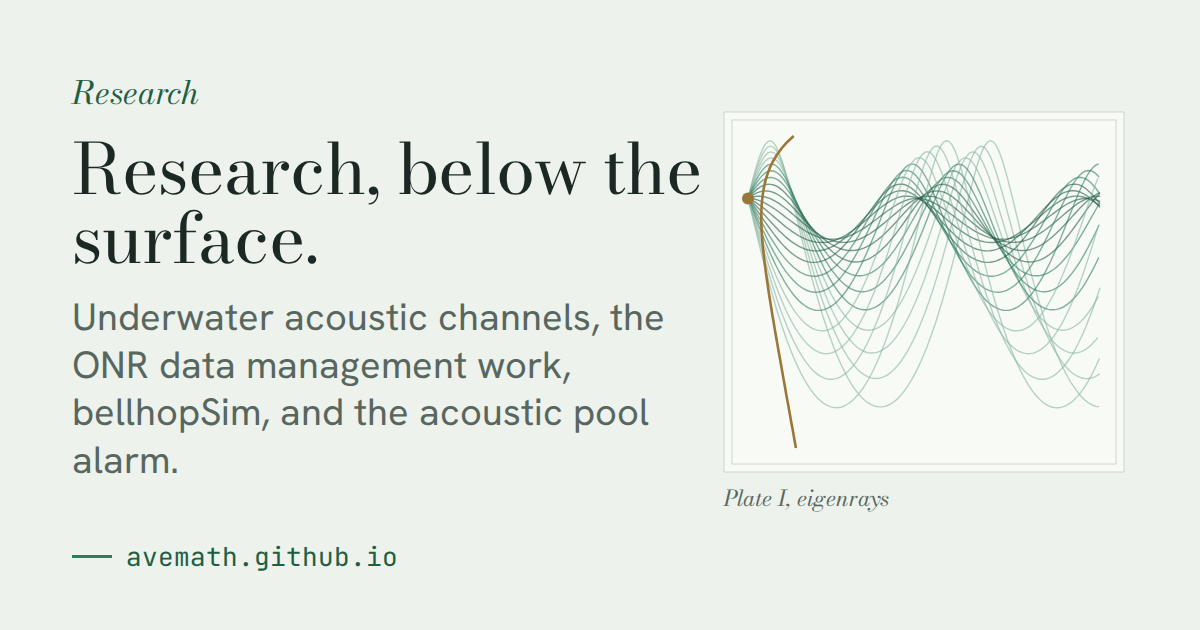 Research
Research, below the
surface.
Underwater acoustic channels, the
ONR data management work,
bellhopSim, and the acoustic pool
alarm.
Plate I, eigenrays
avemath.github.io